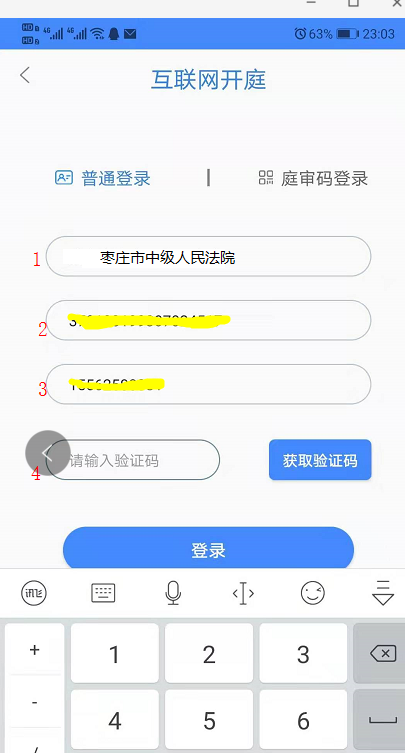 63% 23:03
互联网开庭
普通登录 | 庭审码登录
1 枣庄市中级人民法院
2
3
4 请输入验证码 获取验证码
登录
讯飞
+ 1 2 3
- 4 5 6
/